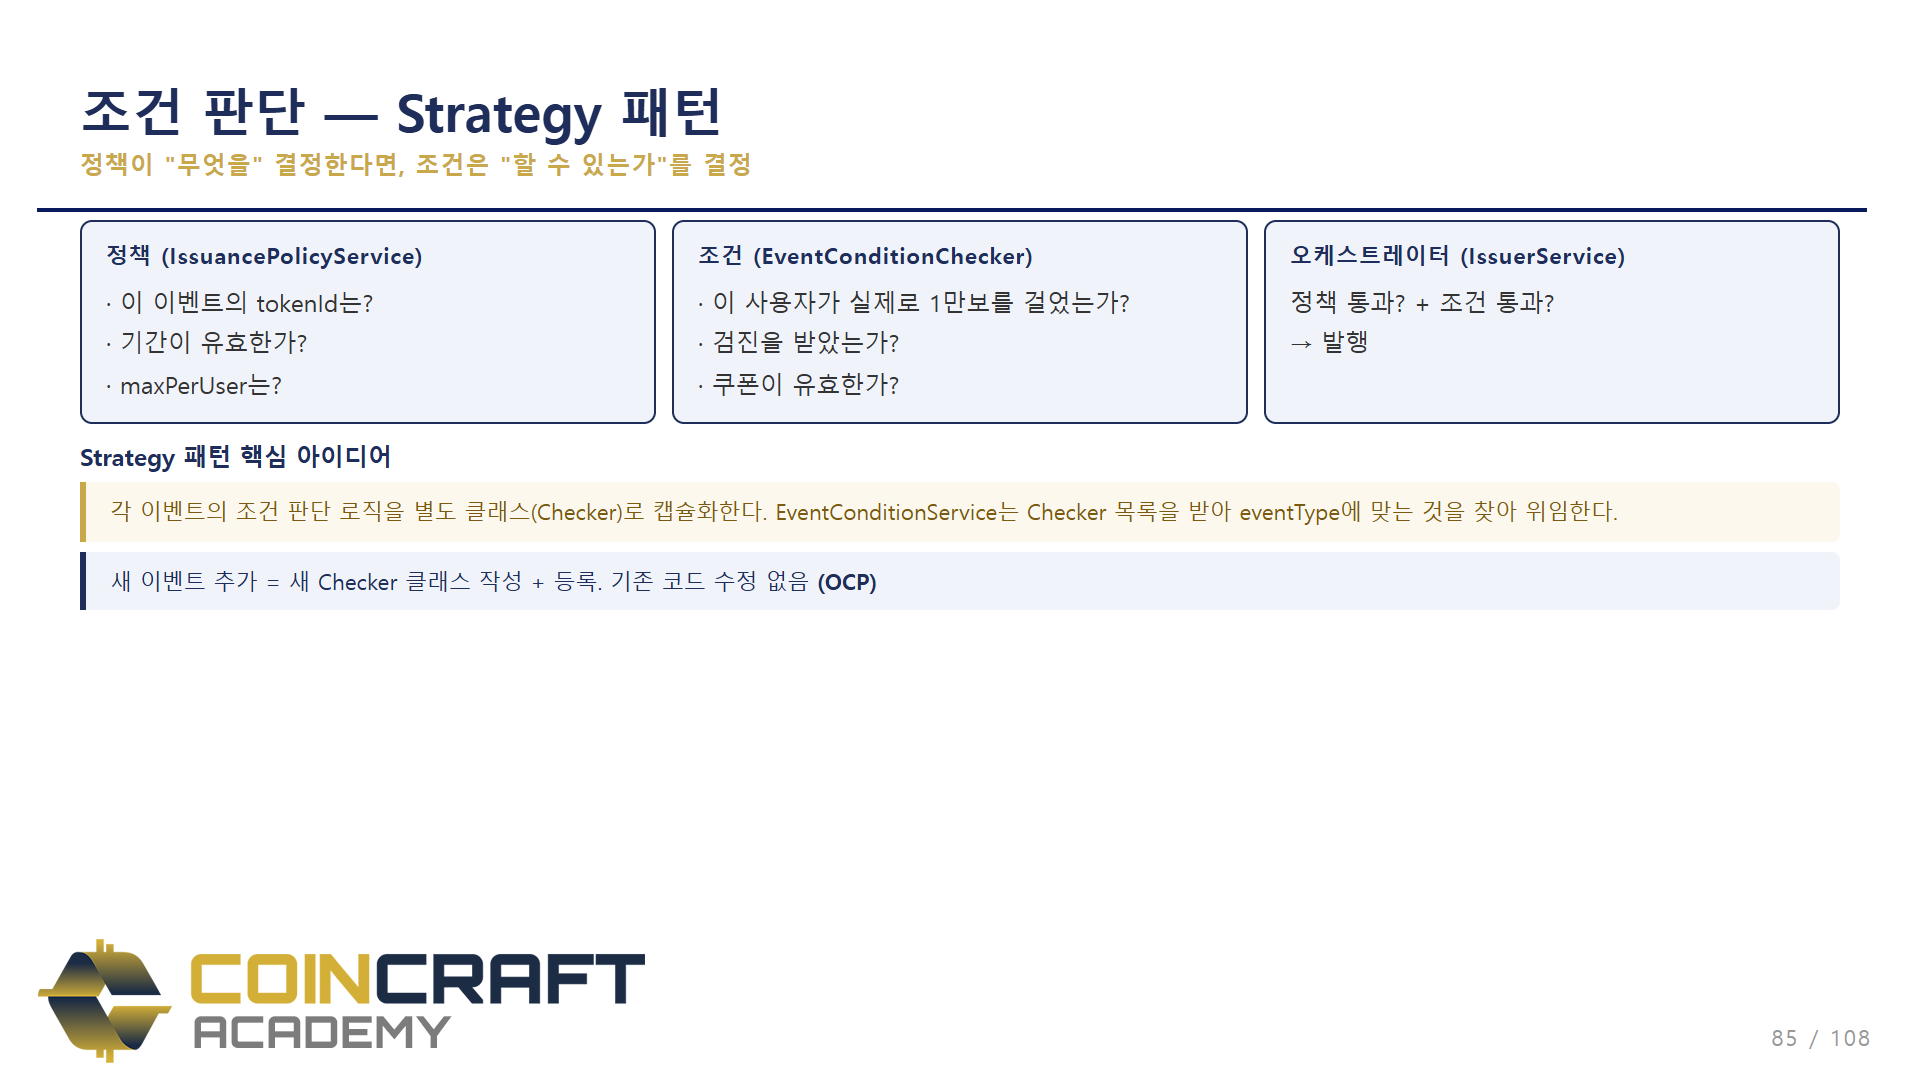 조건 판단 — Strategy 패턴
정책이 "무엇을" 결정한다면, 조건은 "할 수 있는가"를 결정
정책 (IssuancePolicyService)
· 이 이벤트의 tokenId는?
· 기간이 유효한가?
· maxPerUser는?
조건 (EventConditionChecker)
· 이 사용자가 실제로 1만보를 걸었는가?
· 검진을 받았는가?
· 쿠폰이 유효한가?
오케스트레이터 (IssuerService)
정책 통과? + 조건 통과?
→ 발행
Strategy 패턴 핵심 아이디어
각 이벤트의 조건 판단 로직을 별도 클래스(Checker)로 캡슐화한다. EventConditionService는 Checker 목록을 받아 eventType에 맞는 것을 찾아 위임한다.
새 이벤트 추가 = 새 Checker 클래스 작성 + 등록. 기존 코드 수정 없음 (OCP)
COINCRAFT
ACADEMY
85 / 108